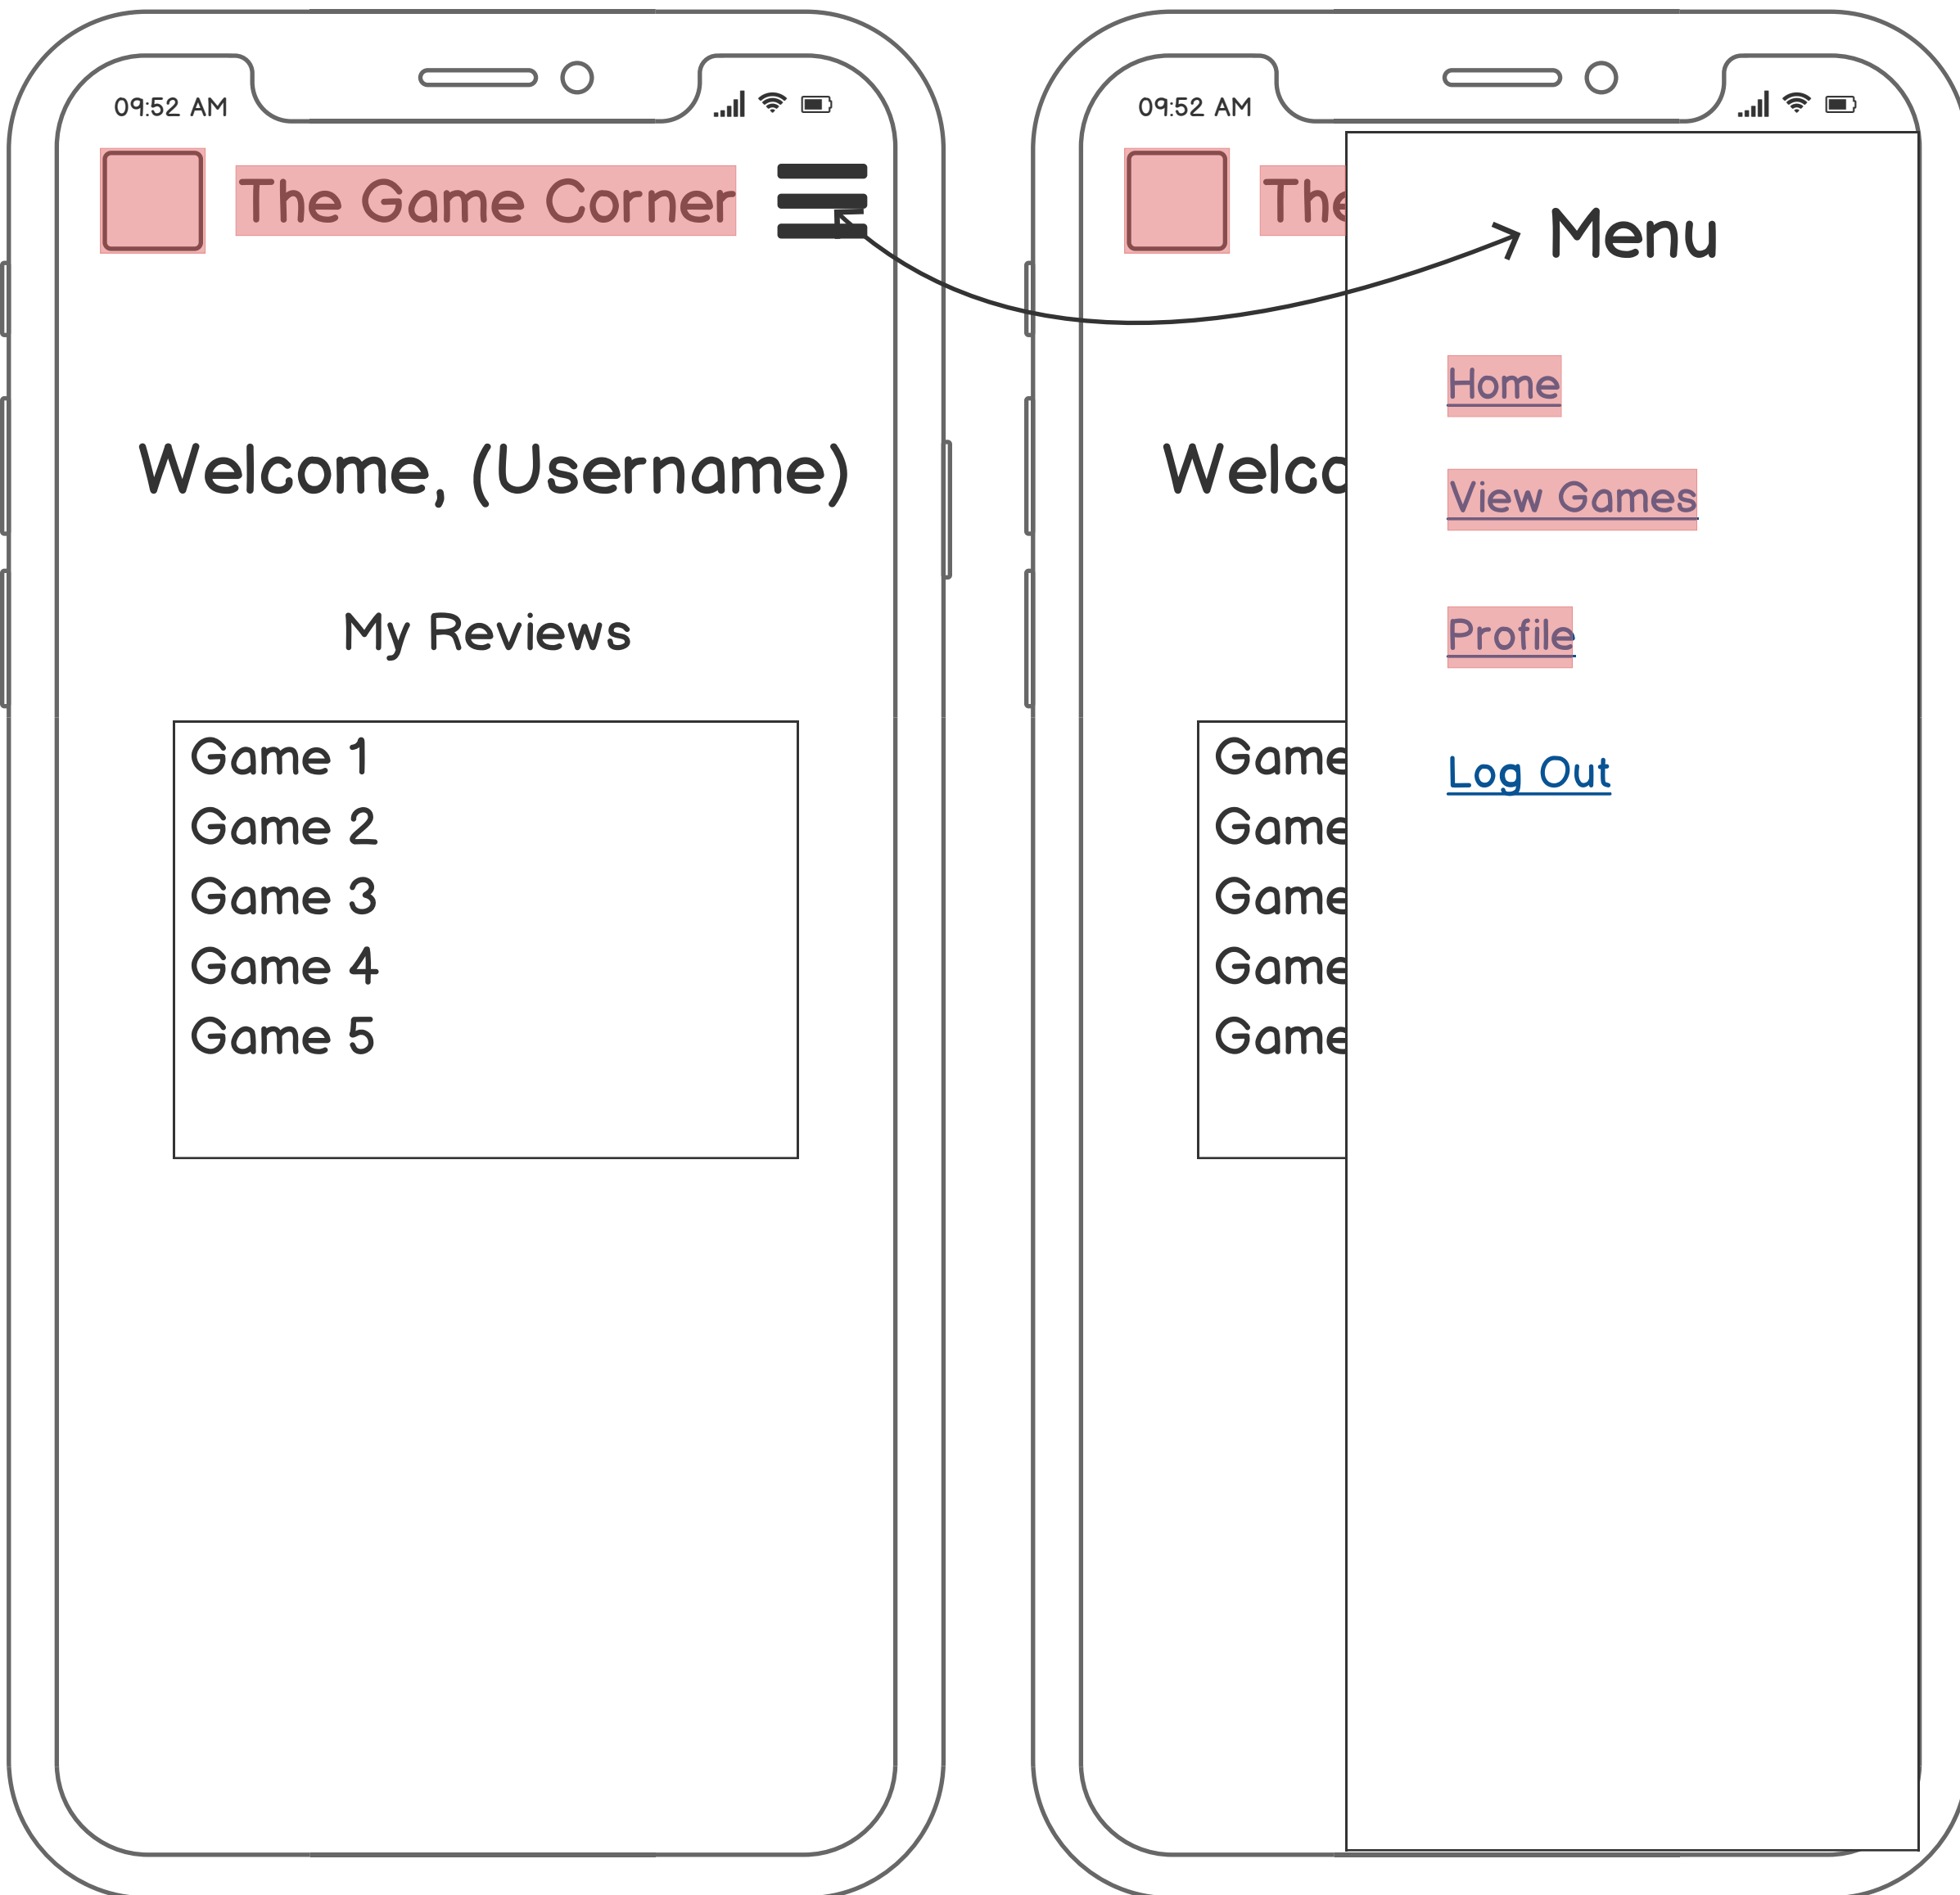 09:52 AM
The Game Corner
Welcome, (Username)
My Reviews
Game 1
Game 2
Game 3
Game 4
Game 5
09:52 AM
The
Menu
Home
View Games
Welco
Profile
Log Out
Game
Game
Game
Game
Game